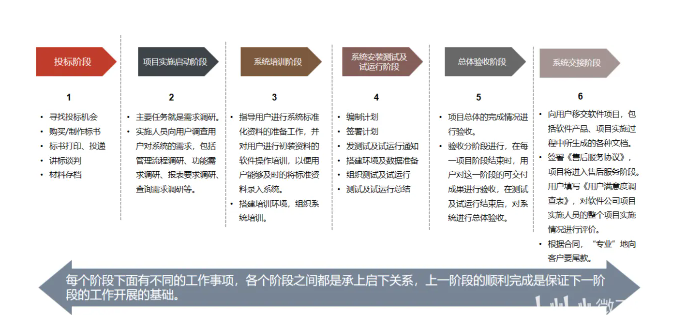 投标阶段
项目实施启动阶段
系统培训阶段
系统安装测试及
试运行阶段
总体验收阶段
系统交接阶段
1
• 寻找投标机会
• 购买/制作标书
• 标书打印、投递
• 讲标谈判
• 材料存档
2
• 主要任务就是需求调研。
• 实施人员向用户调查用
户对系统的需求，包括
管理流程调研、功能需
求调研、报表要求调研、
查询需求调研等。
3
• 指导用户进行系统标准
化资料的准备工作，并
对用户进行初装资料的
软件操作培训，以便用
户能够及时的将标准资
料录入系统。
• 搭建培训环境，组织系
统培训。
4
• 编制计划
• 签署计划
• 发测试及试运行通知
• 搭建环境及数据准备
• 组织测试及试运行
• 测试及试运行总结
5
• 项目总体的完成情况进
行验收。
• 验收分阶段进行，在每
一项目阶段结束时，用
户对这一阶段的可交付
成果进行验收，在测试
及试运行结束后，对系
统进行总体验收。
6
• 向用户移交软件项目，包
括软件产品、项目实施过
程中所生成的各种文档。
• 签署《售后服务协议》，
项目将进入售后服务阶段。
用户填写《用户满意度调
查表》，对软件公司项目
实施人员的整个项目实施
情况进行评价。
• 根据合同，“专业”地向
客户要尾款。
每个阶段下面有不同的工作事项，各个阶段之间都是承上启下关系，上一阶段的顺利完成是保证下一阶
段的工作开展的基础。